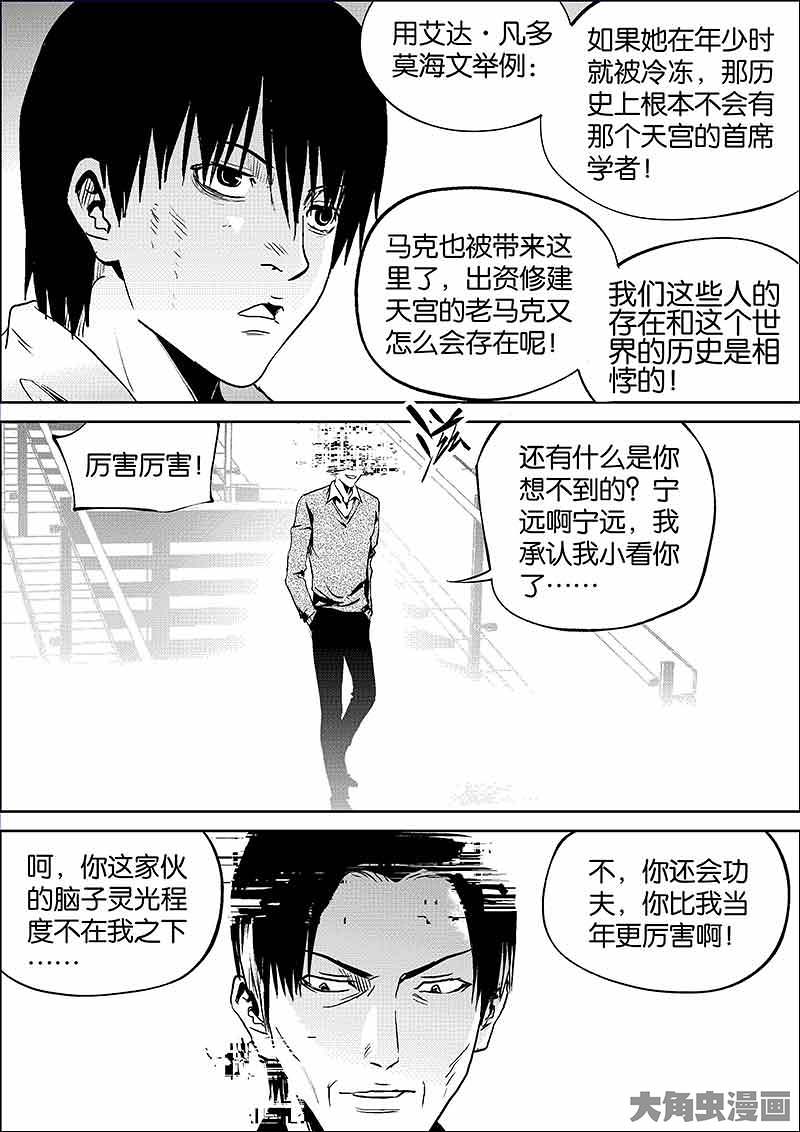 用艾达·凡多
莫海文举例：
如果她在年少时
就被冷冻，那历
史上根本不会有
那个天宫的首席
学者！
马克也被带来这
里了，出资修建
天宫的老马克又
怎么会存在呢！
我们这些人的
存在和这个世
界的历史是相
悖的！
厉害厉害！
还有什么是你
想不到的？宁
远啊宁远，我
承认我小看你
了……
呵，你这家伙
的脑子灵光程
度不在我之下
……
不，你还会功
夫，你比我当
年更厉害啊！
大角虫漫画